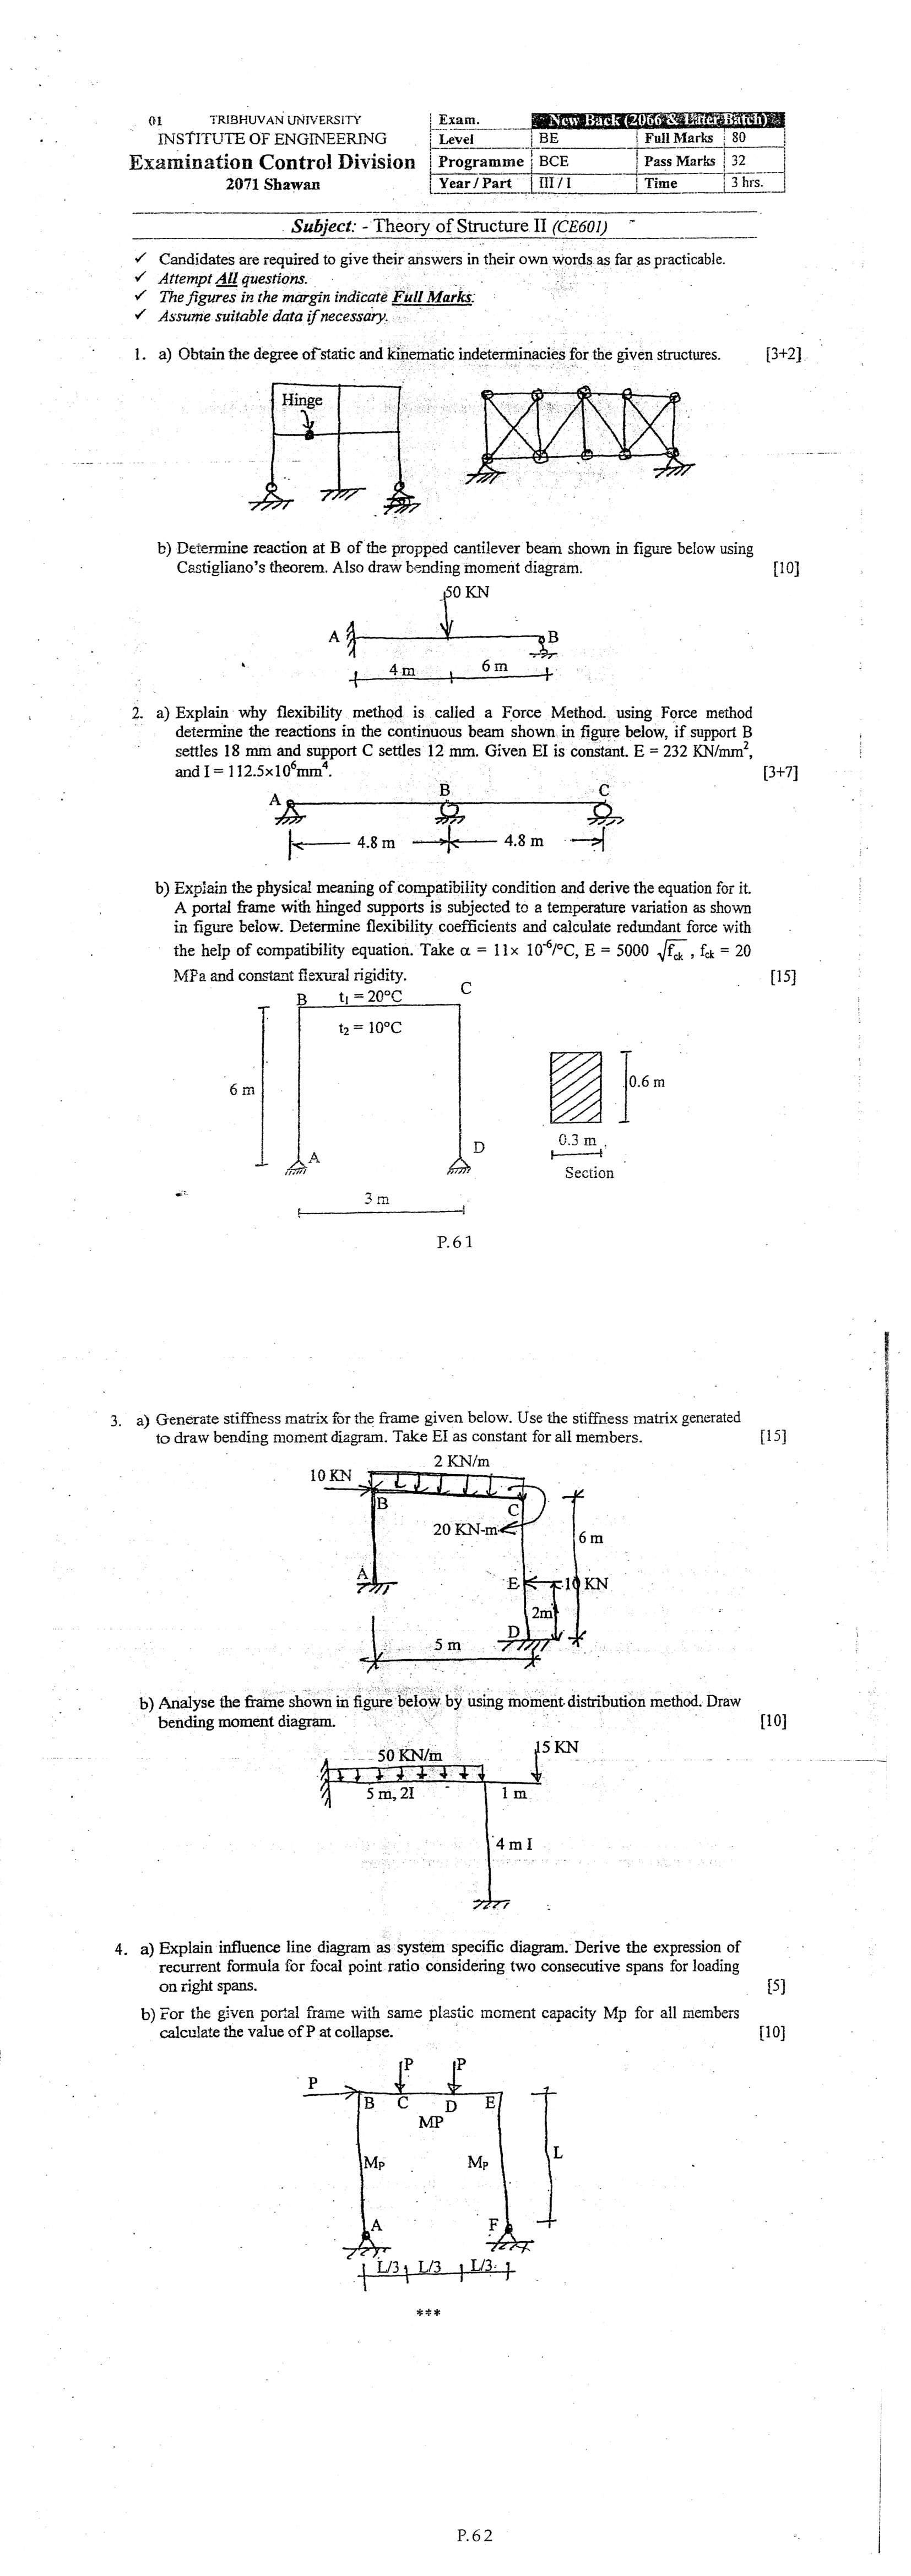 01 TRIBHUVAN UNIVERSITY
INSTITUTE OF ENGINEERING
Examination Control Division
2071 Shawan
Exam. New Back (2066 & Latter Batch)
Level BE Full Marks 80
Programme BCE Pass Marks 32
Year / Part III / I Time 3 hrs.
Subject: - Theory of Structure II (CE601)
✓ Candidates are required to give their answers in their own words as far as practicable.
✓ Attempt All questions.
✓ The figures in the margin indicate Full Marks.
✓ Assume suitable data if necessary.
1. a) Obtain the degree of static and kinematic indeterminacies for the given structures. [3+2]
Hinge
b) Determine reaction at B of the propped cantilever beam shown in figure below using
Castigliano's theorem. Also draw bending moment diagram. [10]
50 KN
A B
4 m 6 m
2. a) Explain why flexibility method is called a Force Method. using Force method
determine the reactions in the continuous beam shown in figure below, if support B
settles 18 mm and support C settles 12 mm. Given EI is constant. E = 232 KN/mm²,
and I = 112.5×10⁶mm⁴. [3+7]
A B C
4.8 m 4.8 m
b) Explain the physical meaning of compatibility condition and derive the equation for it.
A portal frame with hinged supports is subjected to a temperature variation as shown
in figure below. Determine flexibility coefficients and calculate redundant force with
the help of compatibility equation. Take α = 11× 10⁻⁶/°C, E = 5000 √fck , fck = 20
MPa and constant flexural rigidity. [15]
B t₁ = 20°C C
t₂ = 10°C
6 m
0.6 m
A D
0.3 m
Section
3 m
P.61
3. a) Generate stiffness matrix for the frame given below. Use the stiffness matrix generated
to draw bending moment diagram. Take EI as constant for all members. [15]
2 KN/m
10 KN
B C
20 KN-m
6 m
A E 10 KN
2m
D
5 m
b) Analyse the frame shown in figure below by using moment distribution method. Draw
bending moment diagram. [10]
50 KN/m 15 KN
5 m, 2I 1 m
4 m I
4. a) Explain influence line diagram as system specific diagram. Derive the expression of
recurrent formula for focal point ratio considering two consecutive spans for loading
on right spans. [5]
b) For the given portal frame with same plastic moment capacity Mp for all members
calculate the value of P at collapse. [10]
P P
P
B C D E
MP
Mp Mp L
A F
L/3 L/3 L/3
***
P.62